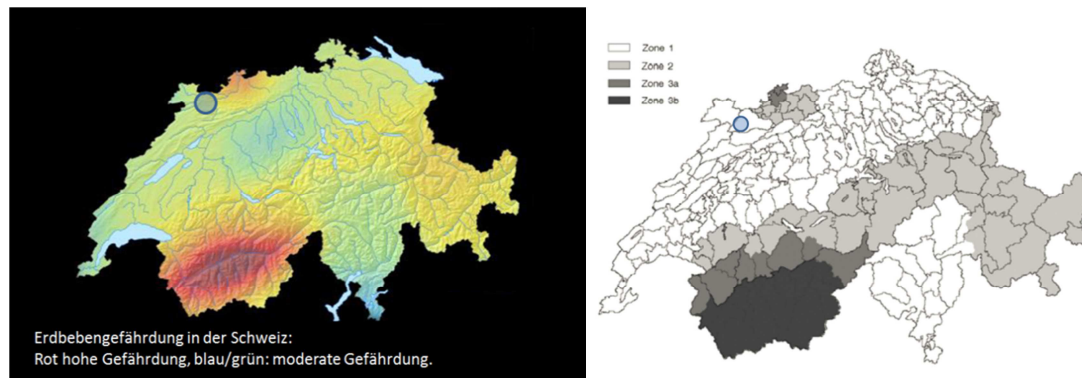 Erdbebengefährdung in der Schweiz:
Rot hohe Gefährdung, blau/grün: moderate Gefährdung.
Zone 1
Zone 2
Zone 3a
Zone 3b